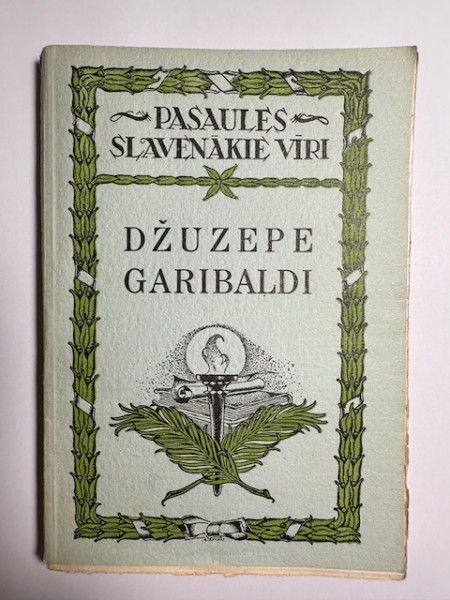 PASAULES
SLAVENĀKIE VĪRI
DŽUZEPE
GARIBALDI